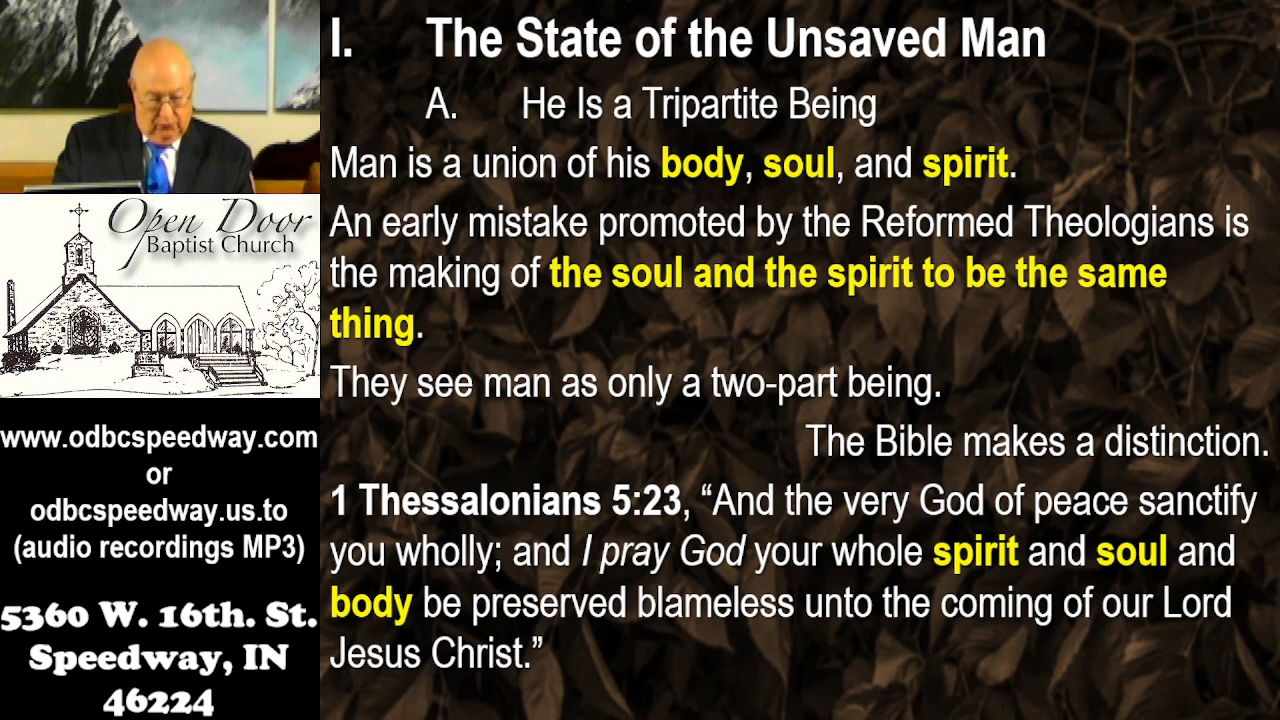 I. The State of the Unsaved Man
A. He Is a Tripartite Being
Man is a union of his body, soul, and spirit.
An early mistake promoted by the Reformed Theologians is
the making of the soul and the spirit to be the same
thing.
They see man as only a two-part being.
The Bible makes a distinction.
1 Thessalonians 5:23, “And the very God of peace sanctify
you wholly; and I pray God your whole spirit and soul and
body be preserved blameless unto the coming of our Lord
Jesus Christ.”
Open Door
Baptist Church
www.odbcspeedway.com
or
odbcspeedway.us.to
(audio recordings MP3)
5360 W. 16th. St.
Speedway, IN
46224